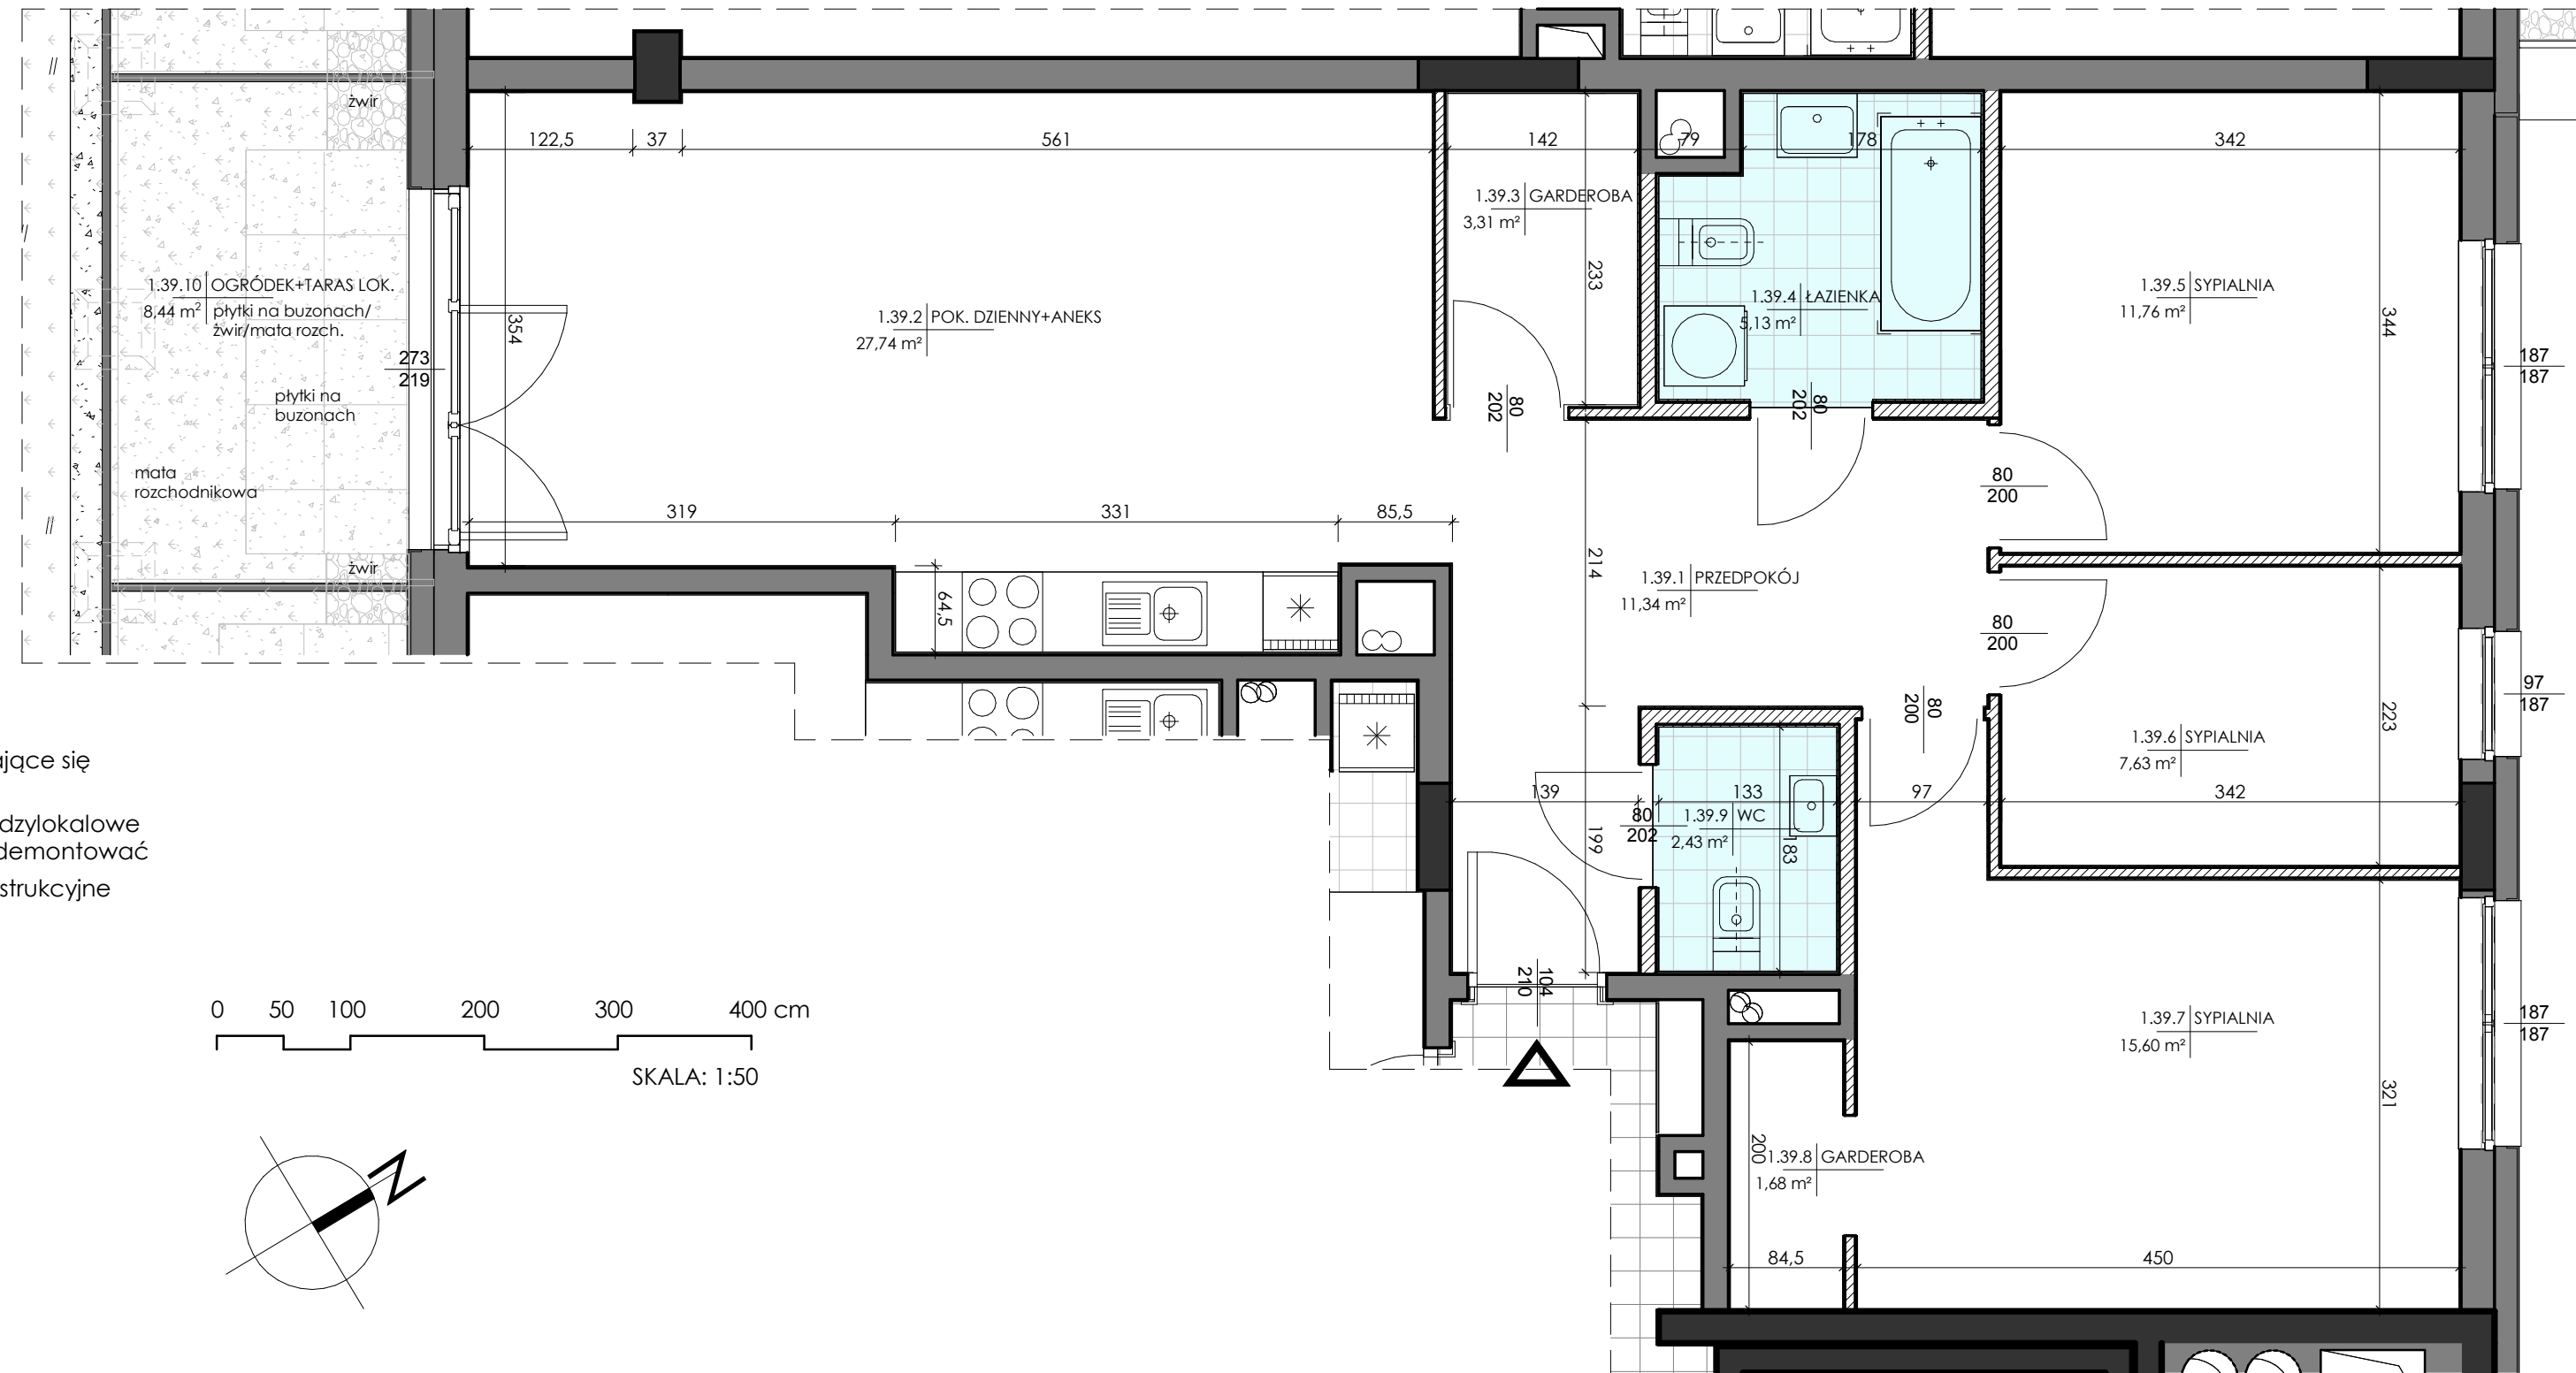 żwir
122,5
37
561
142
79
178
342
1.39.3 GARDEROBA
3,31 m²
233
1.39.10 OGRÓDEK+TARAS LOK.
8,44 m² płytki na buzonach/
żwir/mata rozch.
1.39.2 POK. DZIENNY+ANEKS
27,74 m²
354
273
219
1.39.4 ŁAZIENKA
5,13 m²
1.39.5 SYPIALNIA
11,76 m²
344
187
187
płytki na
buzonach
80
202
80
202
mata
rozchodnikowa
80
200
319
331
85,5
żwir
64,5
214
1.39.1 PRZEDPOKÓJ
11,34 m²
80
200
80
200
97
187
223
1.39.6 SYPIALNIA
7,63 m²
jące się
dzylokalowe
demontować
strukcyjne
139
133
97
342
80
202
1.39.9 WC
2,43 m²
199
183
104
210
0 50 100 200 300 400 cm
SKALA: 1:50
1.39.7 SYPIALNIA
15,60 m²
187
187
321
200
1.39.8 GARDEROBA
1,68 m²
84,5
450
N